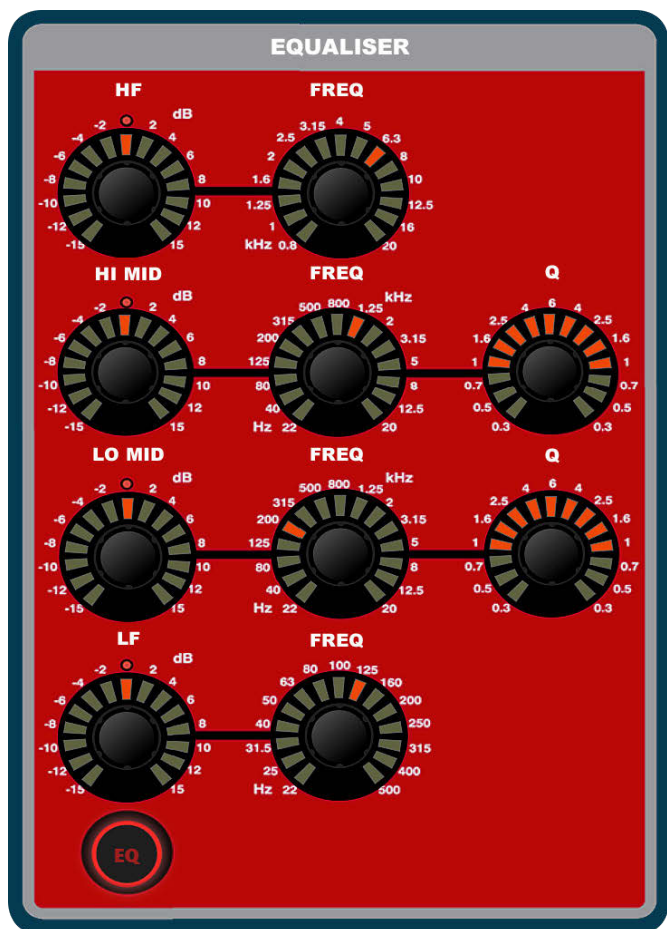 EQUALISER
HF FREQ
dB
-15 -12 -10 -8 -6 -4 -2 2 4 6 8 10 12 15
kHz 0.8 1 1.25 1.6 2 2.5 3.15 4 5 6.3 8 10 12.5 16 20
HI MID FREQ Q
dB
-15 -12 -10 -8 -6 -4 -2 2 4 6 8 10 12 15
Hz 22 40 80 125 200 315 500 800 1.25 kHz 2 3.15 5 8 12.5 20
0.3 0.5 0.7 1 1.6 2.5 4 6 4 2.5 1.6 1 0.7 0.5 0.3
LO MID FREQ Q
dB
-15 -12 -10 -8 -6 -4 -2 2 4 6 8 10 12 15
Hz 22 40 80 125 200 315 500 800 1.25 kHz 2 3.15 5 8 12.5 20
0.3 0.5 0.7 1 1.6 2.5 4 6 4 2.5 1.6 1 0.7 0.5 0.3
LF FREQ
dB
-15 -12 -10 -8 -6 -4 -2 2 4 6 8 10 12 15
Hz 22 25 31.5 40 50 63 80 100 125 160 200 250 315 400 500
EQ